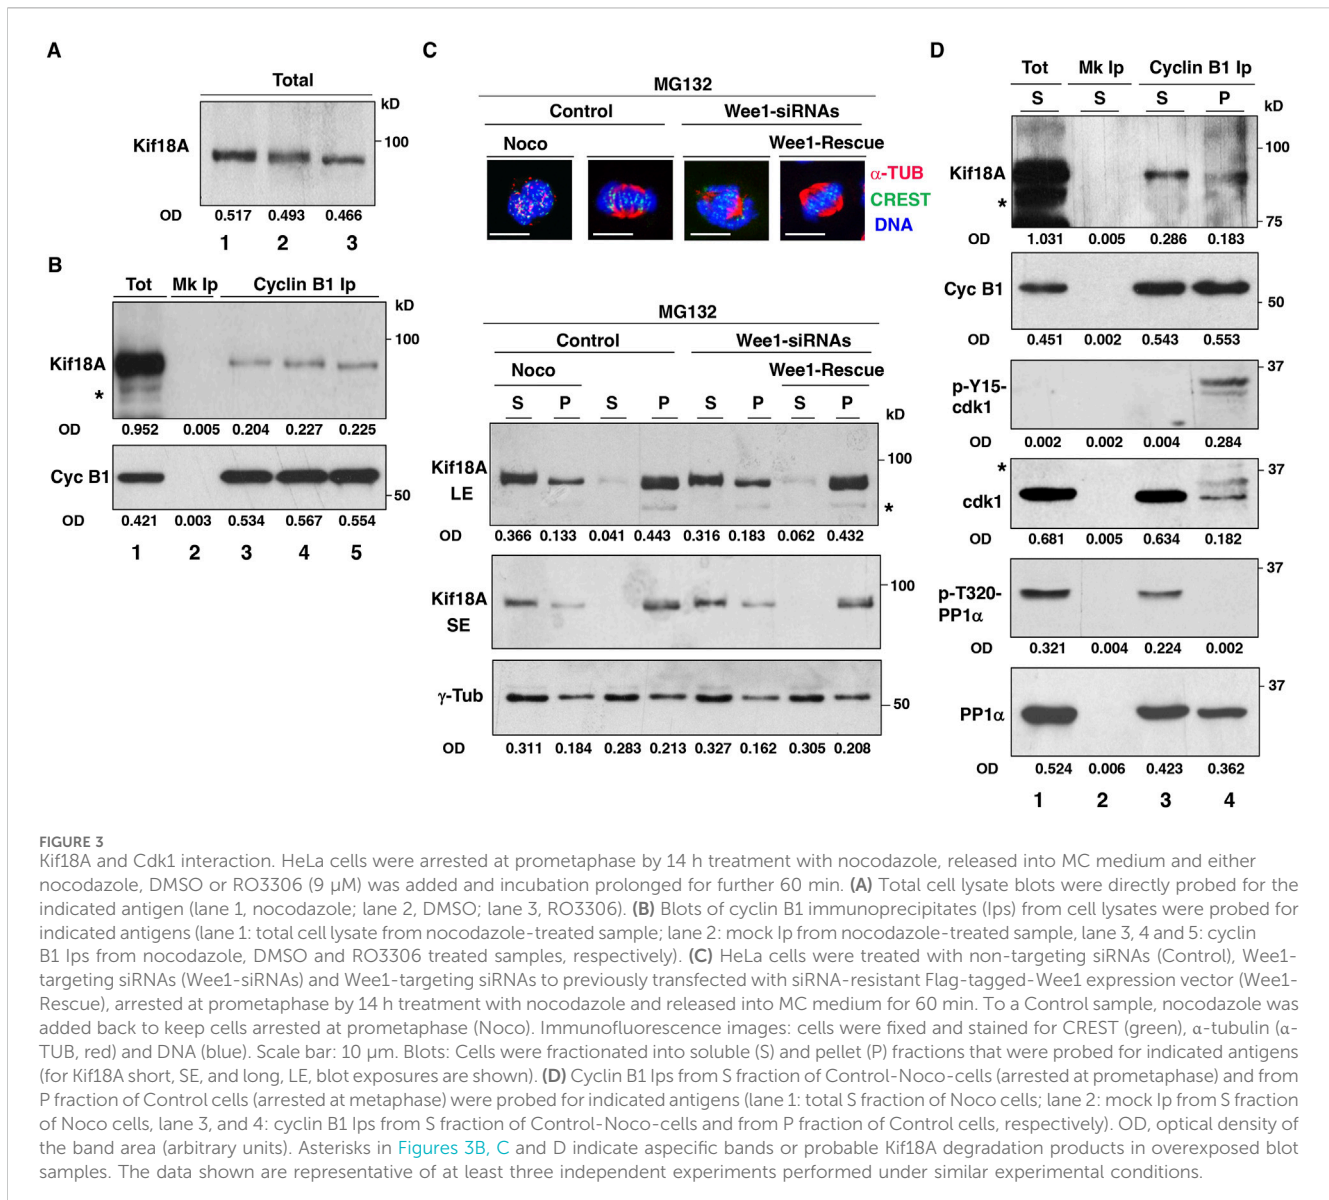 A
Total
kD
Kif18A
100
OD
0.517 0.493 0.466
1 2 3
B
Tot Mk Ip Cyclin B1 Ip
kD
100
Kif18A
*
OD 0.952 0.005 0.204 0.227 0.225
Cyc B1
50
OD 0.421 0.003 0.534 0.567 0.554
1 2 3 4 5
C
MG132
Control Wee1-siRNAs
Noco Wee1-Rescue
α-TUB
CREST
DNA
MG132
Control Wee1-siRNAs
Noco Wee1-Rescue
S P S P S P S P
kD
Kif18A
LE
100
*
OD 0.366 0.133 0.041 0.443 0.316 0.183 0.062 0.432
Kif18A
SE
100
γ-Tub
50
OD 0.311 0.184 0.283 0.213 0.327 0.162 0.305 0.208
D
Tot Mk Ip Cyclin B1 Ip
S S S P
kD
100
Kif18A
*
75
OD 1.031 0.005 0.286 0.183
Cyc B1
50
OD 0.451 0.002 0.543 0.553
37
p-Y15-
cdk1
OD 0.002 0.002 0.004 0.284
*
37
cdk1
OD 0.681 0.005 0.634 0.182
37
p-T320-
PP1α
OD 0.321 0.004 0.224 0.002
37
PP1α
OD 0.524 0.006 0.423 0.362
1 2 3 4
FIGURE 3
Kif18A and Cdk1 interaction. HeLa cells were arrested at prometaphase by 14 h treatment with nocodazole, released into MC medium and either
nocodazole, DMSO or RO3306 (9 µM) was added and incubation prolonged for further 60 min. (A) Total cell lysate blots were directly probed for the
indicated antigen (lane 1, nocodazole; lane 2, DMSO; lane 3, RO3306). (B) Blots of cyclin B1 immunoprecipitates (Ips) from cell lysates were probed for
indicated antigens (lane 1: total cell lysate from nocodazole-treated sample; lane 2: mock Ip from nocodazole-treated sample, lane 3, 4 and 5: cyclin
B1 Ips from nocodazole, DMSO and RO3306 treated samples, respectively). (C) HeLa cells were treated with non-targeting siRNAs (Control), Wee1-
targeting siRNAs (Wee1-siRNAs) and Wee1-targeting siRNAs to previously transfected with siRNA-resistant Flag-tagged-Wee1 expression vector (Wee1-
Rescue), arrested at prometaphase by 14 h treatment with nocodazole and released into MC medium for 60 min. To a Control sample, nocodazole was
added back to keep cells arrested at prometaphase (Noco). Immunofluorescence images: cells were fixed and stained for CREST (green), α-tubulin (α-
TUB, red) and DNA (blue). Scale bar: 10 µm. Blots: Cells were fractionated into soluble (S) and pellet (P) fractions that were probed for indicated antigens
(for Kif18A short, SE, and long, LE, blot exposures are shown). (D) Cyclin B1 Ips from S fraction of Control-Noco-cells (arrested at prometaphase) and from
P fraction of Control cells (arrested at metaphase) were probed for indicated antigens (lane 1: total S fraction of Noco cells; lane 2: mock Ip from S fraction
of Noco cells, lane 3, and 4: cyclin B1 Ips from S fraction of Control-Noco-cells and from P fraction of Control cells, respectively). OD, optical density of
the band area (arbitrary units). Asterisks in Figures 3B, C and D indicate aspecific bands or probable Kif18A degradation products in overexposed blot
samples. The data shown are representative of at least three independent experiments performed under similar experimental conditions.